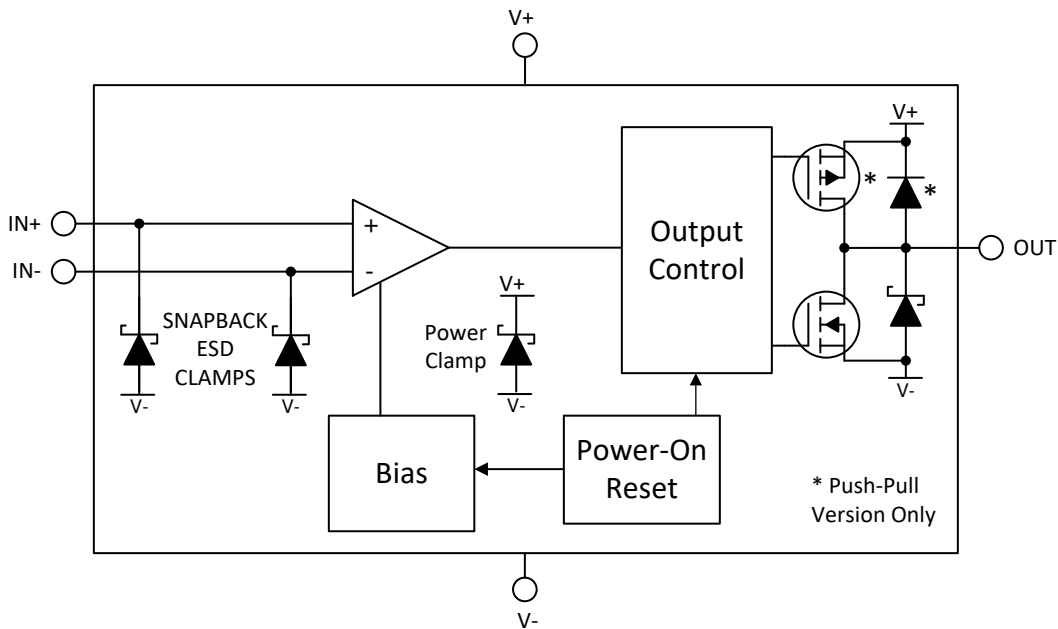 V+
V+
*
*
IN+
+
IN-
-
Output
Control
OUT
SNAPBACK
ESD
CLAMPS
V+
Power
Clamp
V-
V-
V-
V-
Bias
Power-On
Reset
* Push-Pull
Version Only
V-